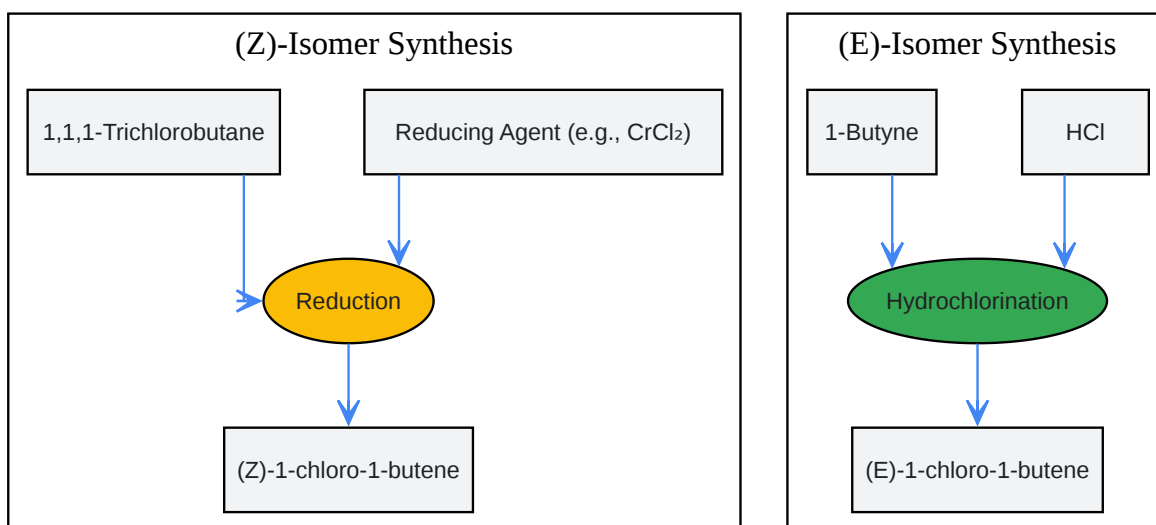 (Z)-Isomer Synthesis
1,1,1-Trichlorobutane
Reducing Agent (e.g., CrCl₂)
Reduction
(Z)-1-chloro-1-butene
(E)-Isomer Synthesis
1-Butyne
HCl
Hydrochlorination
(E)-1-chloro-1-butene